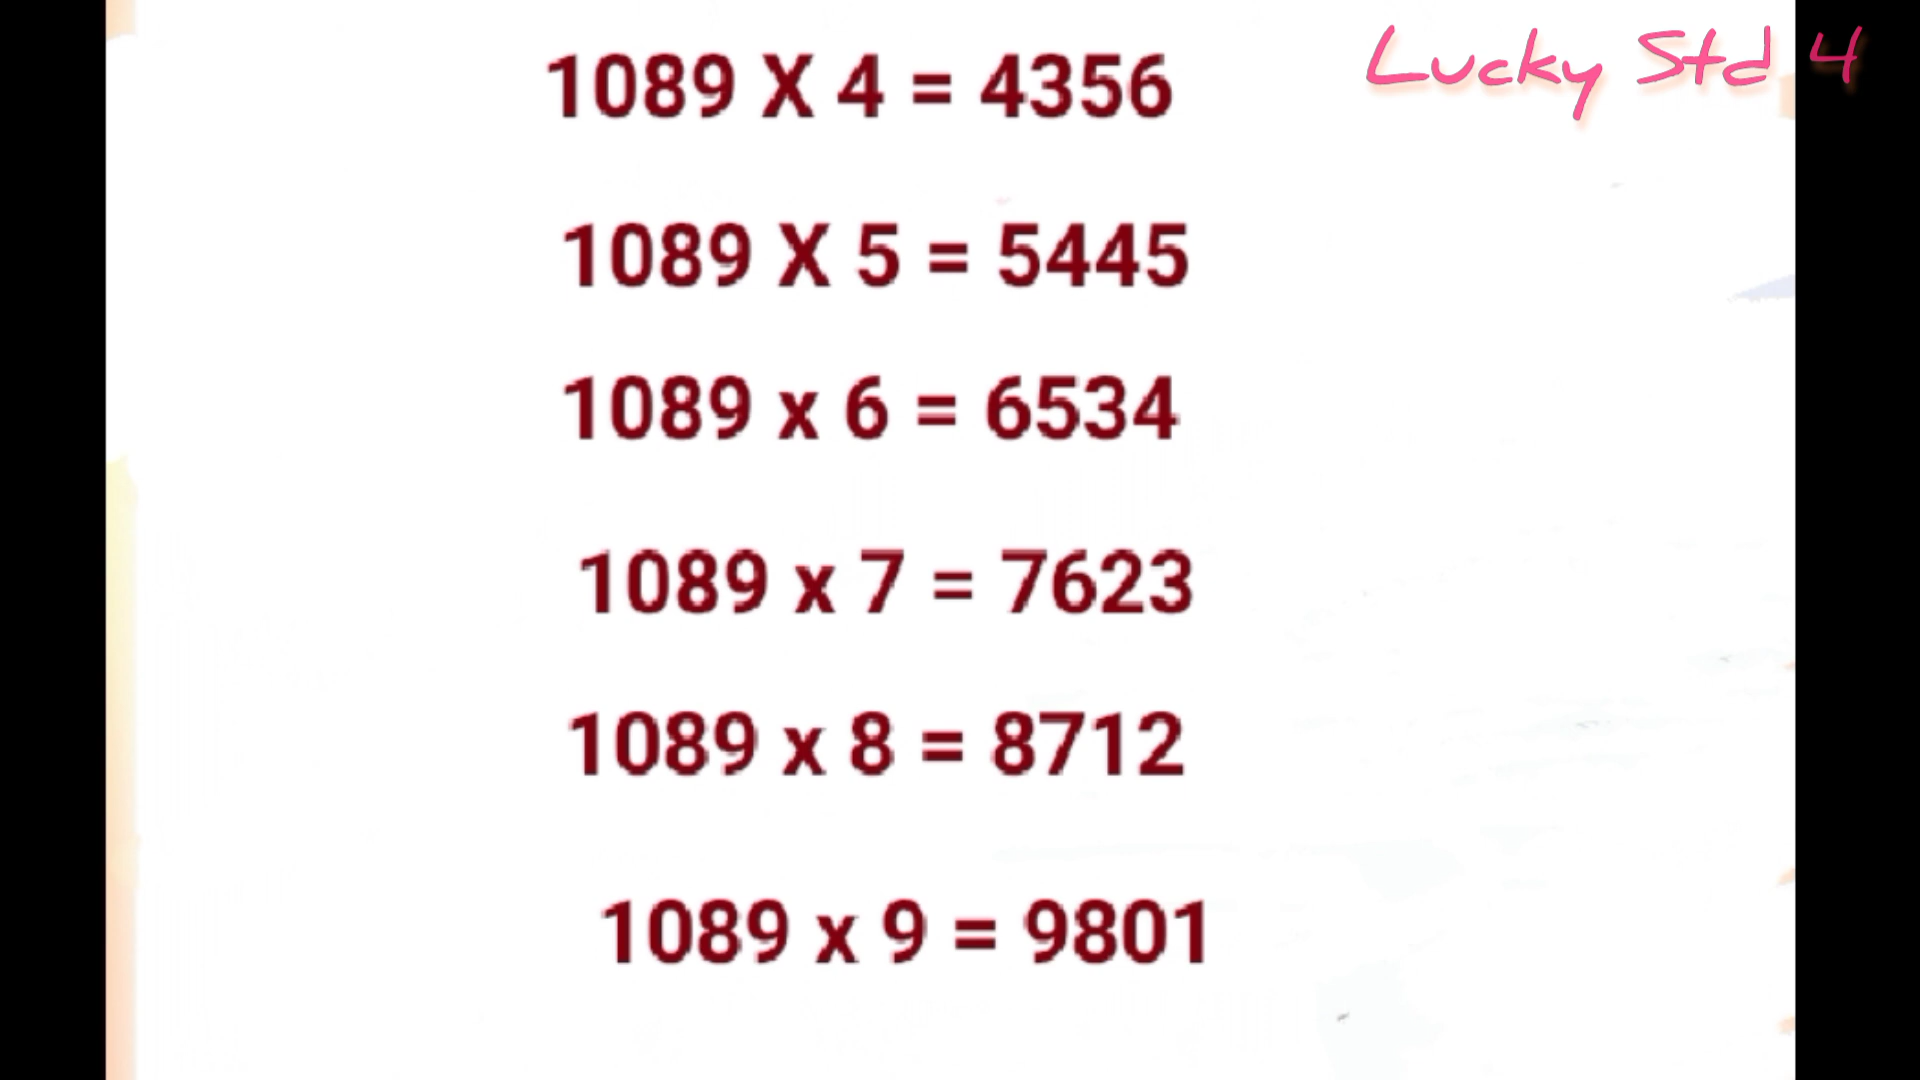 Lucky Std 4
1089 X 4 = 4356
1089 X 5 = 5445
1089 x 6 = 6534
1089 x 7 = 7623
1089 x 8 = 8712
1089 x 9 = 9801